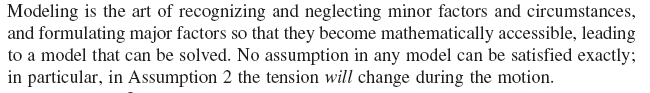 Modeling is the art of recognizing and neglecting minor factors and circumstances,
and formulating major factors so that they become mathematically accessible, leading
to a model that can be solved. No assumption in any model can be satisfied exactly;
in particular, in Assumption 2 the tension will change during the motion.